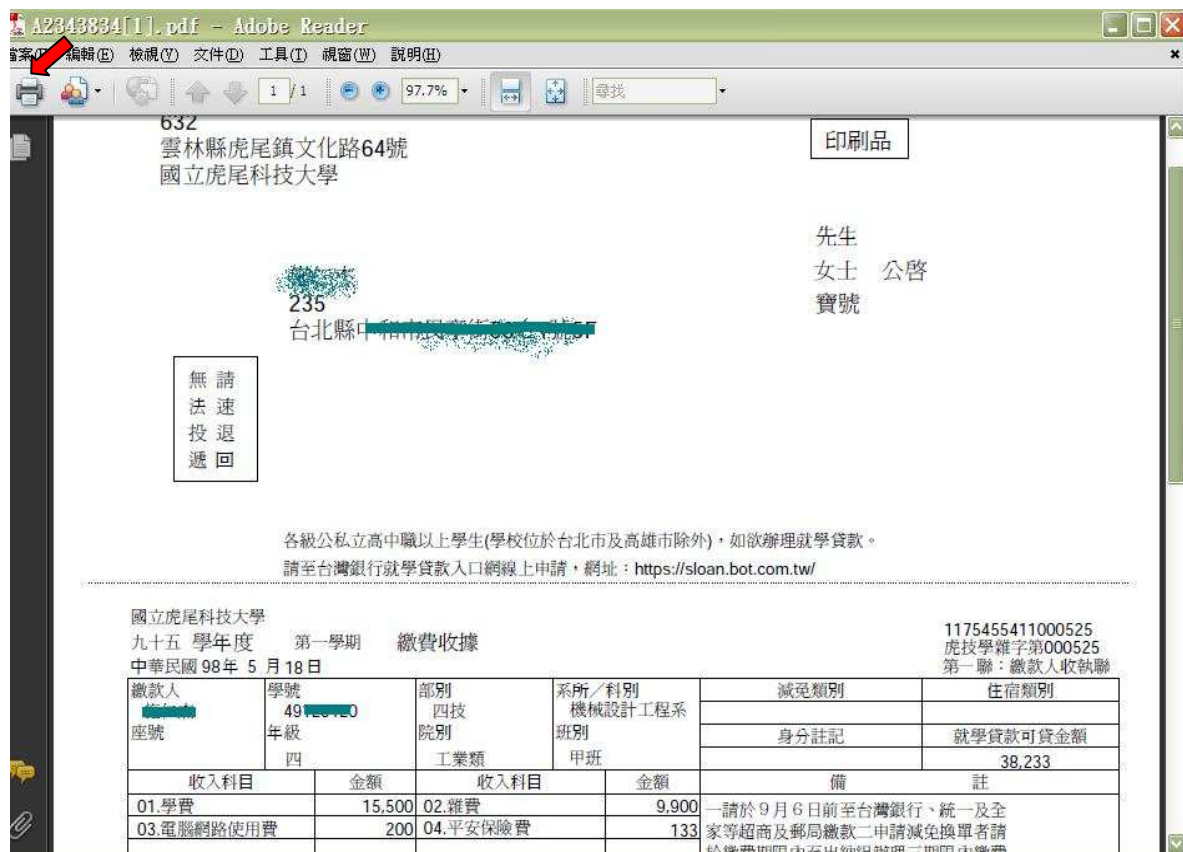 A2343834[1].pdf - Adobe Reader
編輯(E) 檢視(V) 文件(D) 工具(T) 視窗(W) 說明(H)
1 / 1 97.7% 尋找
632
雲林縣虎尾鎮文化路64號
國立虎尾科技大學
印刷品
先生
女士 公啓
寶號
235
台北縣
無 請
法 速
投 退
遞 回
各級公私立高中職以上學生(學校位於台北市及高雄市除外)，如欲辦理就學貸款。
請至台灣銀行就學貸款入口網線上申請，網址：https://sloan.bot.com.tw/
國立虎尾科技大學
九十五 學年度 第一學期 繳費收據
中華民國 98年 5 月 18 日
1175455411000525
虎技學雜字第000525
第一聯：繳款人收執聯
繳款人 學號 部別 系所／科別 減免類別 住宿類別
49 0 四技 機械設計工程系
座號 年級 院別 班別 身分註記 就學貸款可貸金額
四 工業類 甲班 38,233
收入科目 金額 收入科目 金額 備 註
01.學費 15,500 02.雜費 9,900 一請於９月６日前至台灣銀行、統一及全
03.電腦網路使用費 200 04.平安保險費 133 家等超商及郵局繳款二申請減免換單者請